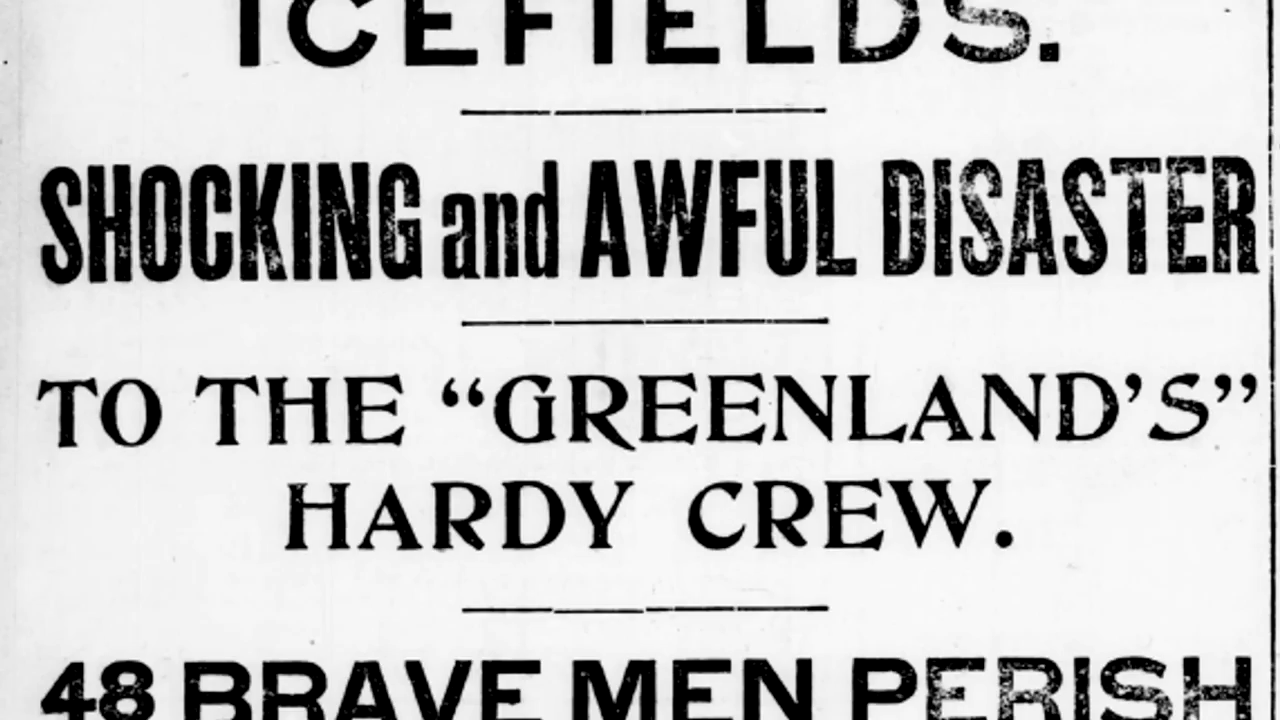 ICEFIELDS.
SHOCKING and AWFUL DISASTER
TO THE “GREENLAND’S”
HARDY CREW.
48 BRAVE MEN PERISH